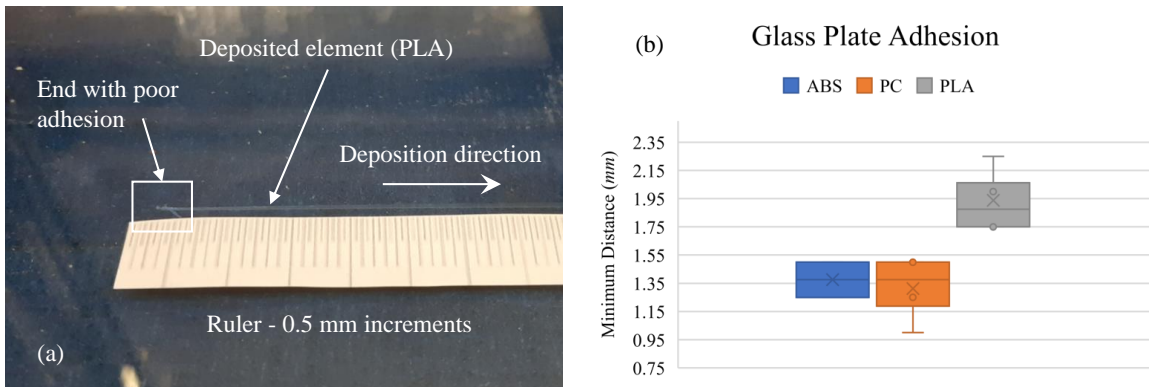 Deposited element (PLA)
End with poor
adhesion
Deposition direction
Ruler - 0.5 mm increments
(a)
(b)
Glass Plate Adhesion
ABS PC PLA
Minimum Distance (mm)
2.35
2.15
1.95
1.75
1.55
1.35
1.15
0.95
0.75